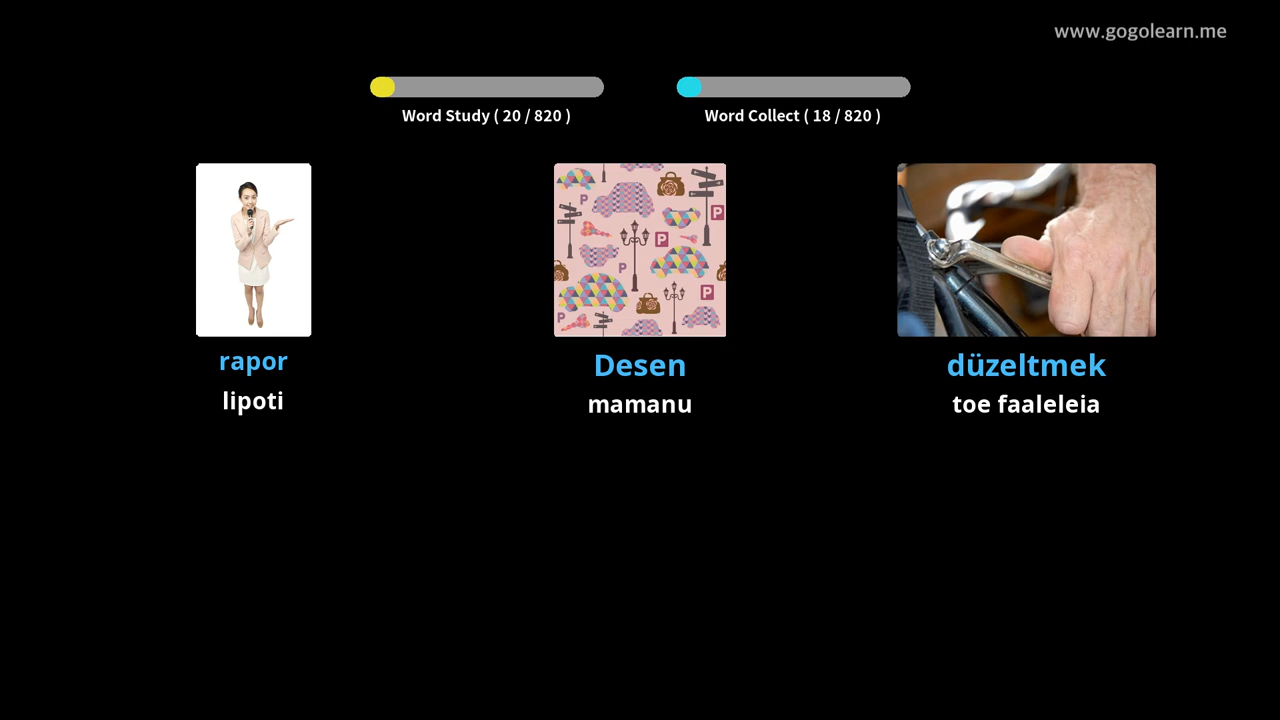 www.gogolearn.me
Word Study ( 20 / 820 )
Word Collect ( 18 / 820 )
P
P
P
P
P
P
rapor
Desen
düzeltmek
lipoti
mamanu
toe faaleleia